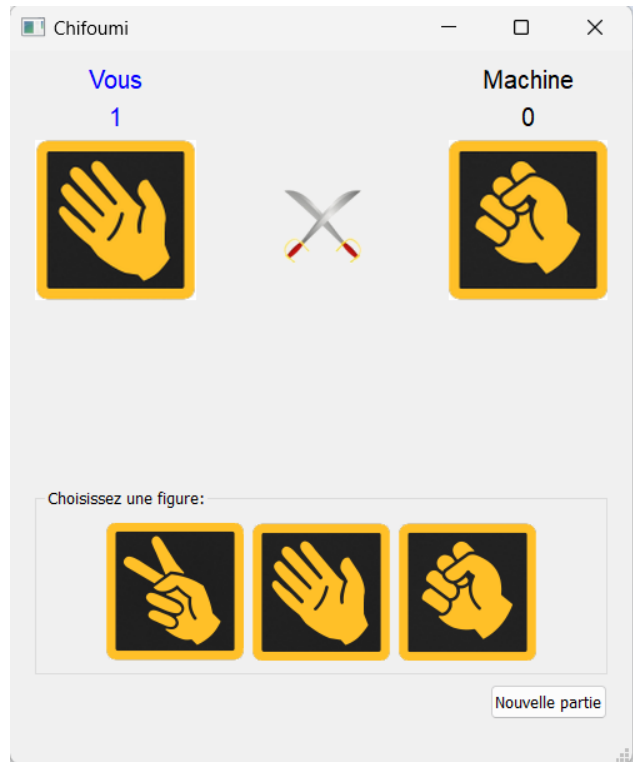 Chifoumi
Vous
Machine
1
0
Choisissez une figure:
Nouvelle partie